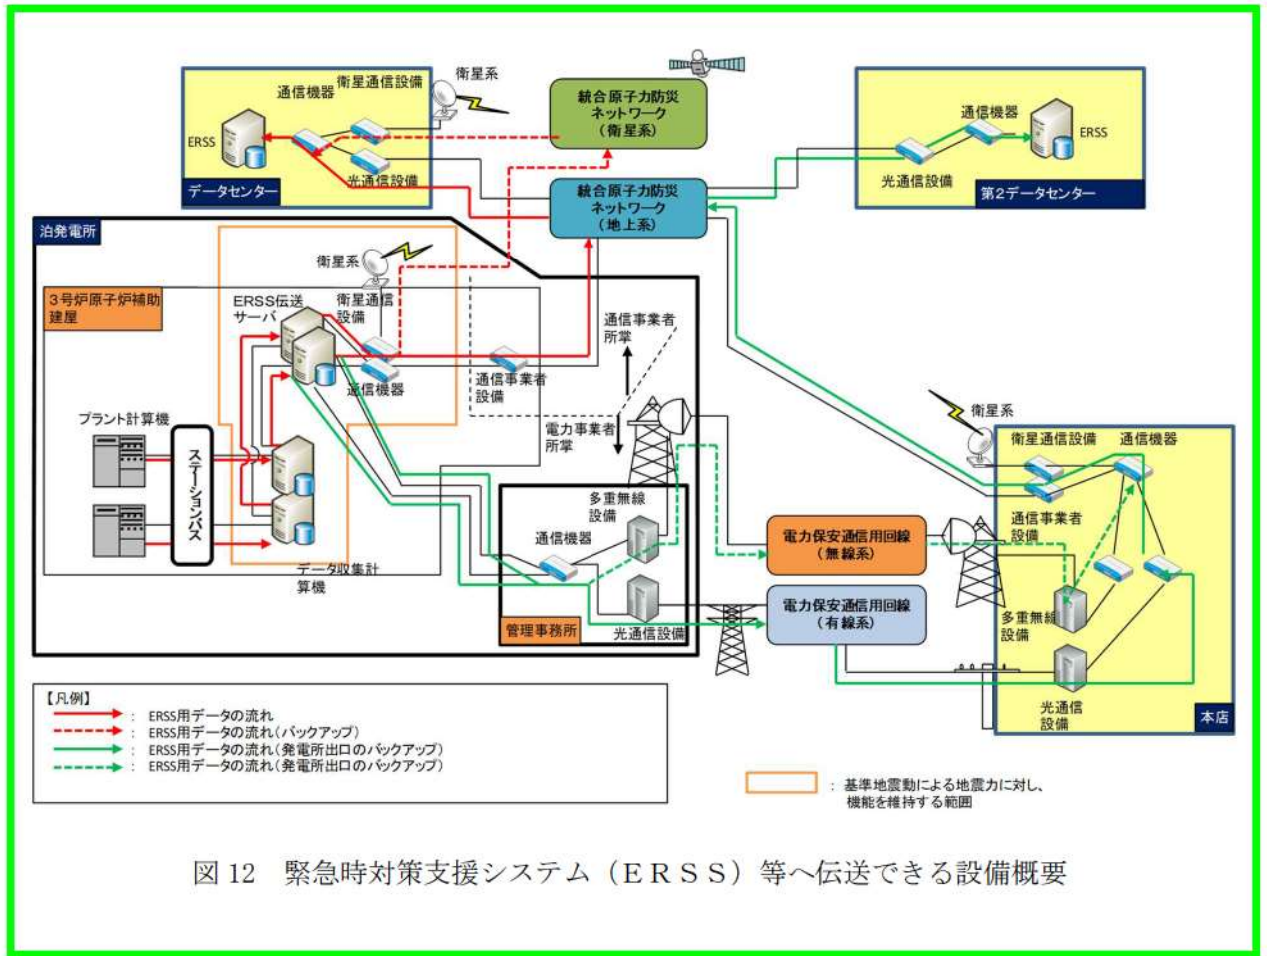 衛星系
通信機器
衛星通信設備
ERSS
光通信設備
データセンター
統合原子力防災
ネットワーク
（衛星系）
統合原子力防災
ネットワーク
（地上系）
通信機器
ERSS
光通信設備
第2データセンター
泊発電所
3号炉原子炉補助
建屋
衛星系
ERSS伝送
サーバ
衛星通信
設備
通信機器
通信事業者
設備
通信事業者
所掌
電力事業者
所掌
プラント計算機
ステーションバス
データ収集計
算機
多重無線
設備
通信機器
光通信設備
管理事務所
電力保安通信用回線
（無線系）
電力保安通信用回線
（有線系）
衛星系
衛星通信設備
通信機器
通信事業者
設備
多重無線
設備
光通信
設備
本店
【凡例】
： ERSS用データの流れ
： ERSS用データの流れ（バックアップ）
： ERSS用データの流れ（発電所出口のバックアップ）
： ERSS用データの流れ（発電所出口のバックアップ）
： 基準地震動による地震力に対し、
機能を維持する範囲
図 12　緊急時対策支援システム（ＥＲＳＳ）等へ伝送できる設備概要